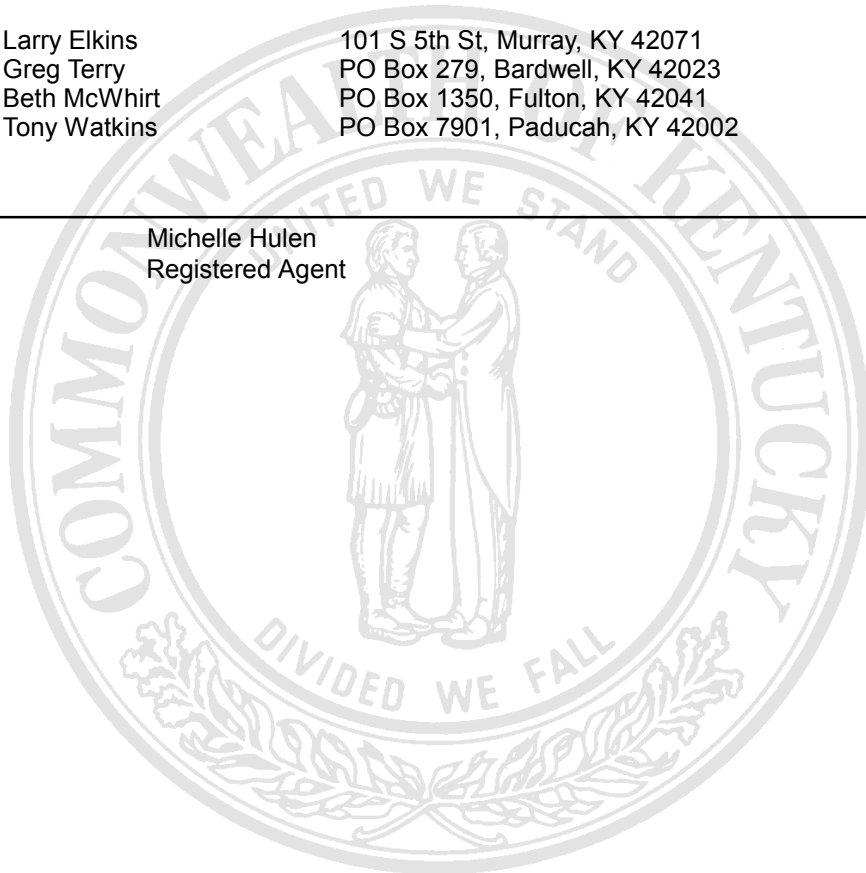 Larry Elkins 101 S 5th St, Murray, KY 42071
Greg Terry PO Box 279, Bardwell, KY 42023
Beth McWhirt PO Box 1350, Fulton, KY 42041
Tony Watkins PO Box 7901, Paducah, KY 42002
COMMONWEALTH OF KENTUCKY
UNITED WE STAND
Michelle Hulen
Registered Agent
DIVIDED WE FALL